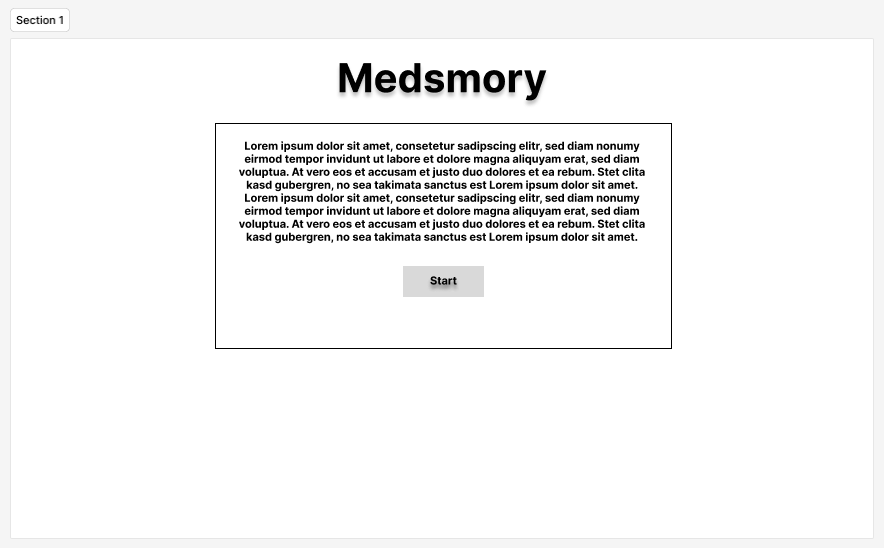 Section 1
Medsmory
Lorem ipsum dolor sit amet, consetetur sadipscing elitr, sed diam nonumy
eirmod tempor invidunt ut labore et dolore magna aliquyam erat, sed diam
voluptua. At vero eos et accusam et justo duo dolores et ea rebum. Stet clita
kasd gubergren, no sea takimata sanctus est Lorem ipsum dolor sit amet.
Lorem ipsum dolor sit amet, consetetur sadipscing elitr, sed diam nonumy
eirmod tempor invidunt ut labore et dolore magna aliquyam erat, sed diam
voluptua. At vero eos et accusam et justo duo dolores et ea rebum. Stet clita
kasd gubergren, no sea takimata sanctus est Lorem ipsum dolor sit amet.
Start